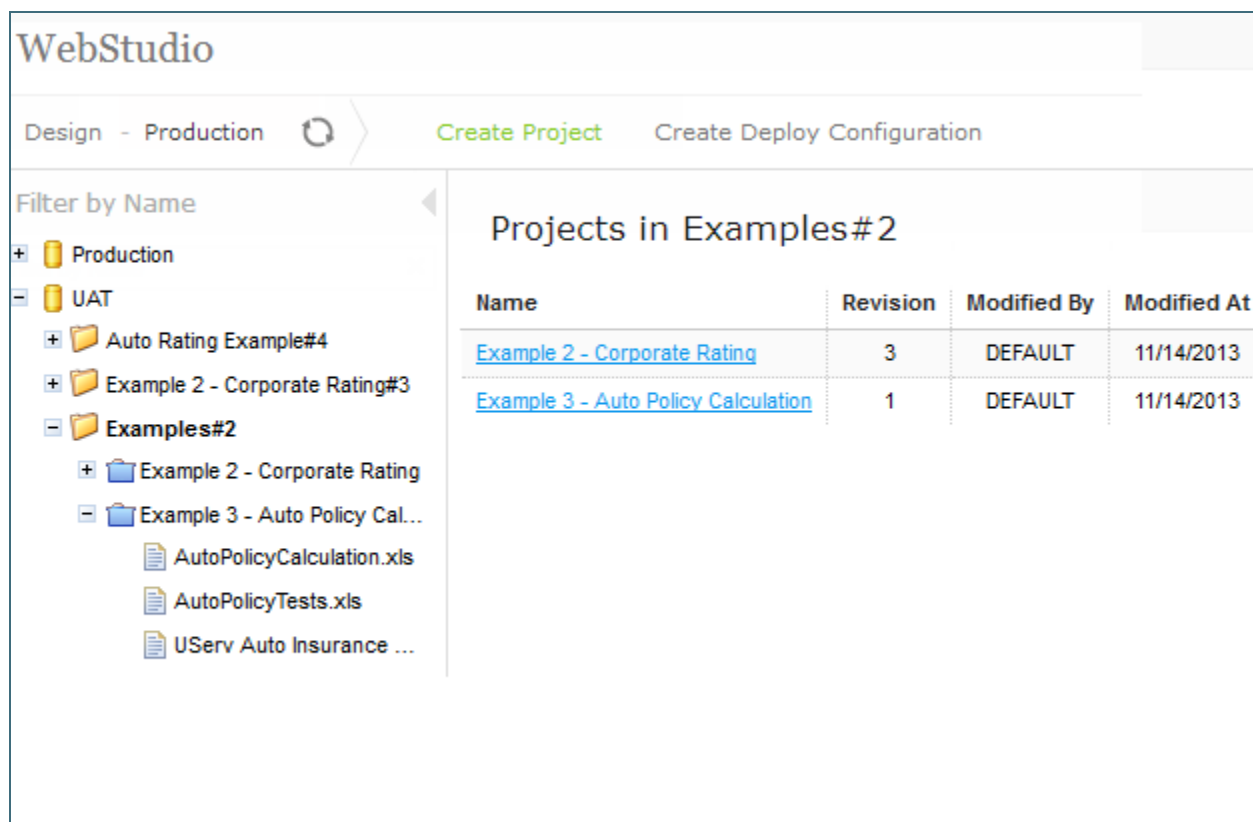 WebStudio
Design - Production
Create Project
Create Deploy Configuration
Filter by Name
Production
UAT
Auto Rating Example#4
Example 2 - Corporate Rating#3
Examples#2
Example 2 - Corporate Rating
Example 3 - Auto Policy Cal...
AutoPolicyCalculation.xls
AutoPolicyTests.xls
UServ Auto Insurance ...
Projects in Examples#2
Name Revision Modified By Modified At
Example 2 - Corporate Rating 3 DEFAULT 11/14/2013
Example 3 - Auto Policy Calculation 1 DEFAULT 11/14/2013